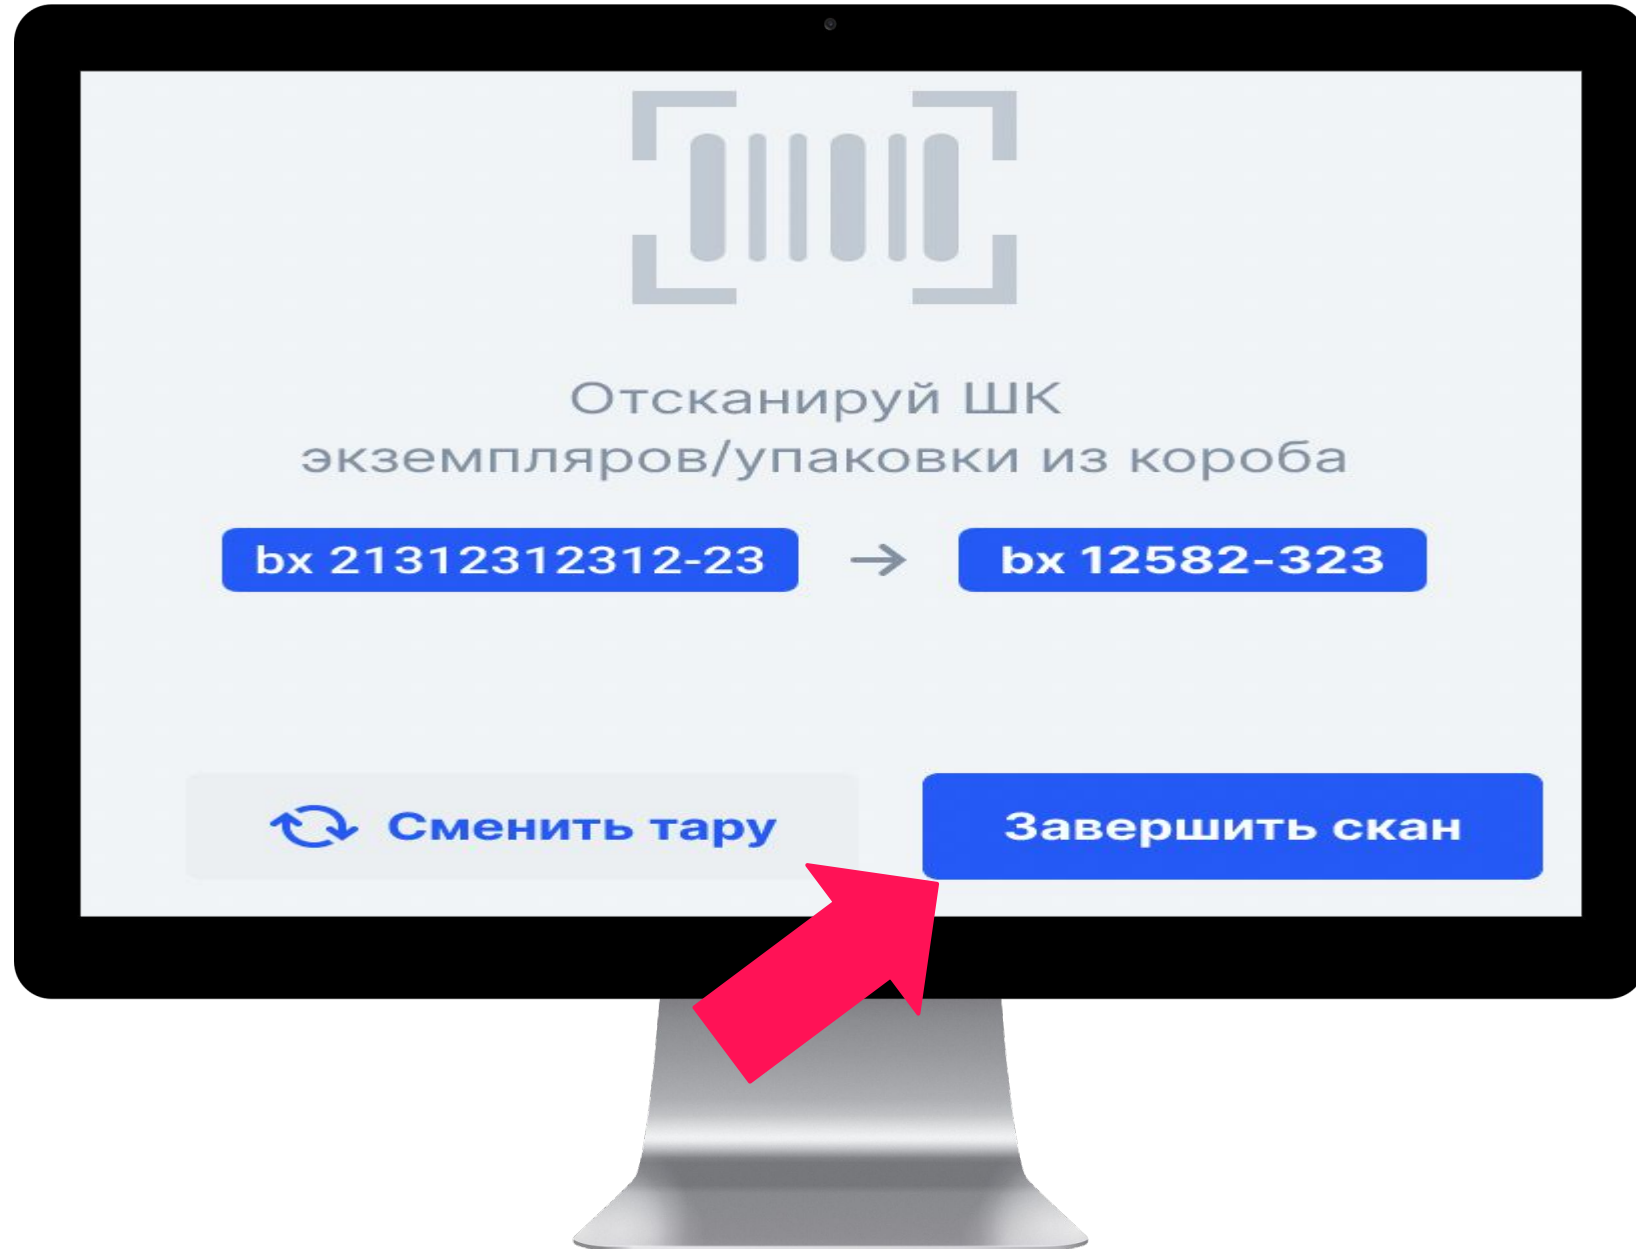 Отсканируй ШК
экземпляров/упаковки из короба
bx 21312312312-23 → bx 12582-323
Сменить тару
Завершить скан